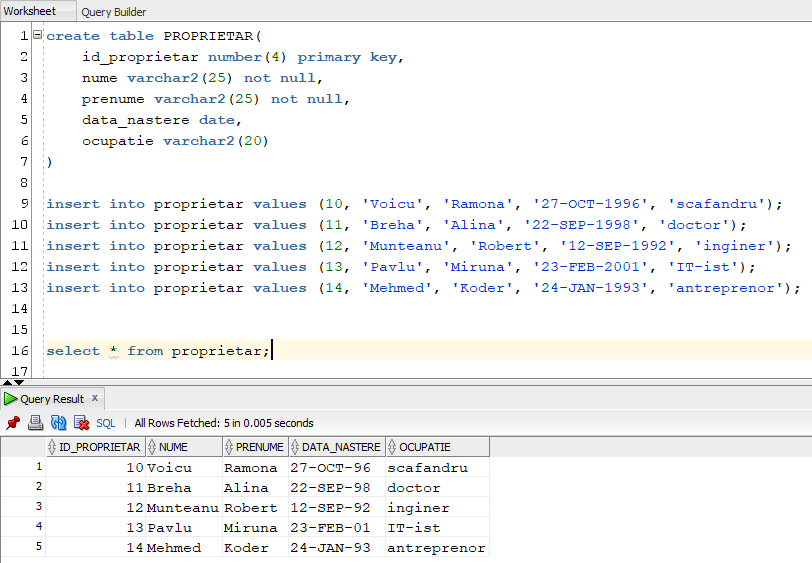 Worksheet Query Builder
1 create table PROPRIETAR(
2 id_proprietar number(4) primary key,
3 nume varchar2(25) not null,
4 prenume varchar2(25) not null,
5 data_nastere date,
6 ocupatie varchar2(20)
7 )
8
9 insert into proprietar values (10, 'Voicu', 'Ramona', '27-OCT-1996', 'scafandru');
10 insert into proprietar values (11, 'Breha', 'Alina', '22-SEP-1998', 'doctor');
11 insert into proprietar values (12, 'Munteanu', 'Robert', '12-SEP-1992', 'inginer');
12 insert into proprietar values (13, 'Pavlu', 'Miruna', '23-FEB-2001', 'IT-ist');
13 insert into proprietar values (14, 'Mehmed', 'Koder', '24-JAN-1993', 'antreprenor');
14
15
16 select * from proprietar;
17
Query Result x
SQL | All Rows Fetched: 5 in 0.005 seconds
ID_PROPRIETAR NUME PRENUME DATA_NASTERE OCUPATIE
1 10 Voicu Ramona 27-OCT-96 scafandru
2 11 Breha Alina 22-SEP-98 doctor
3 12 Munteanu Robert 12-SEP-92 inginer
4 13 Pavlu Miruna 23-FEB-01 IT-ist
5 14 Mehmed Koder 24-JAN-93 antreprenor